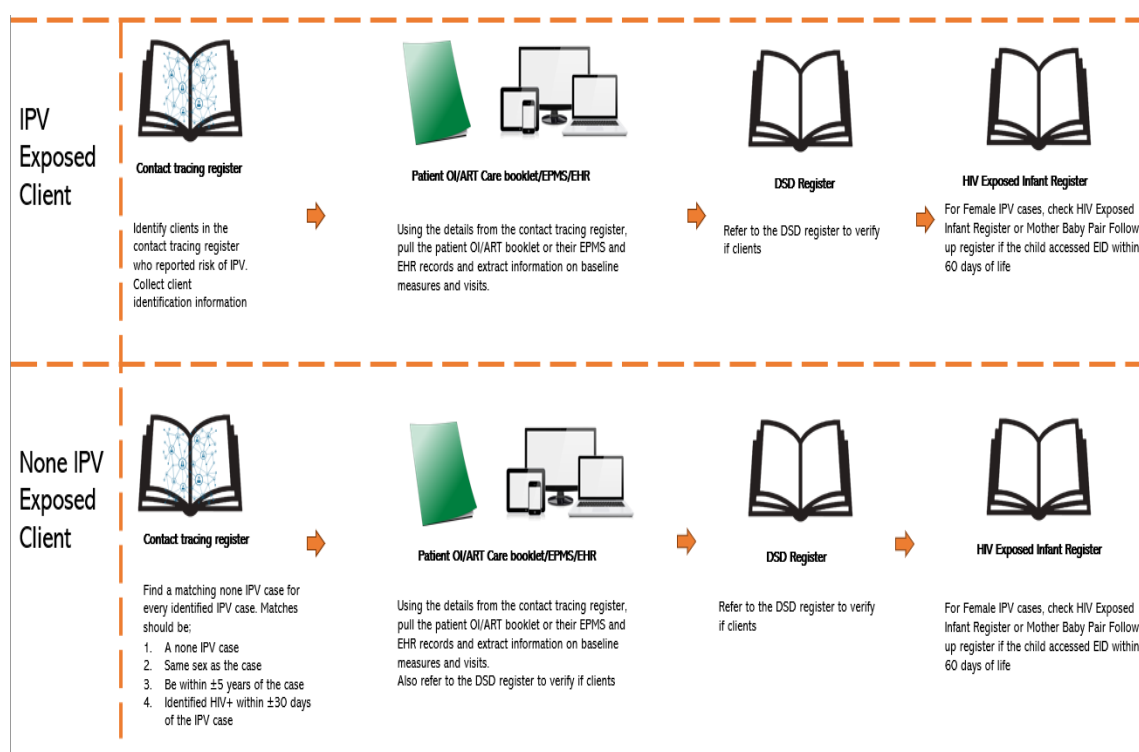 IPV
Exposed
Client
Contact tracing register
Identify clients in the
contact tracing register
who reported risk of IPV.
Collect client
identification information
Patient OI/ART Care booklet/EPMS/EHR
Using the details from the contact tracing register,
pull the patient OI/ART booklet or their EPMS and
EHR records and extract information on baseline
measures and visits.
DSD Register
Refer to the DSD register to verify
if clients
HIV Exposed Infant Register
For Female IPV cases, check HIV Exposed
Infant Register or Mother Baby Pair Follow
up register if the child accessed EID within
60 days of life
None IPV
Exposed
Client
Contact tracing register
Find a matching none IPV case for
every identified IPV case. Matches
should be;
1. A none IPV case
2. Same sex as the case
3. Be within ±5 years of the case
4. Identified HIV+ within ±30 days
of the IPV case
Patient OI/ART Care booklet/EPMS/EHR
Using the details from the contact tracing register,
pull the patient OI/ART booklet or their EPMS and
EHR records and extract information on baseline
measures and visits.
Also refer to the DSD register to verify if clients
DSD Register
Refer to the DSD register to verify
if clients
HIV Exposed Infant Register
For Female IPV cases, check HIV Exposed
Infant Register or Mother Baby Pair Follow
up register if the child accessed EID within
60 days of life